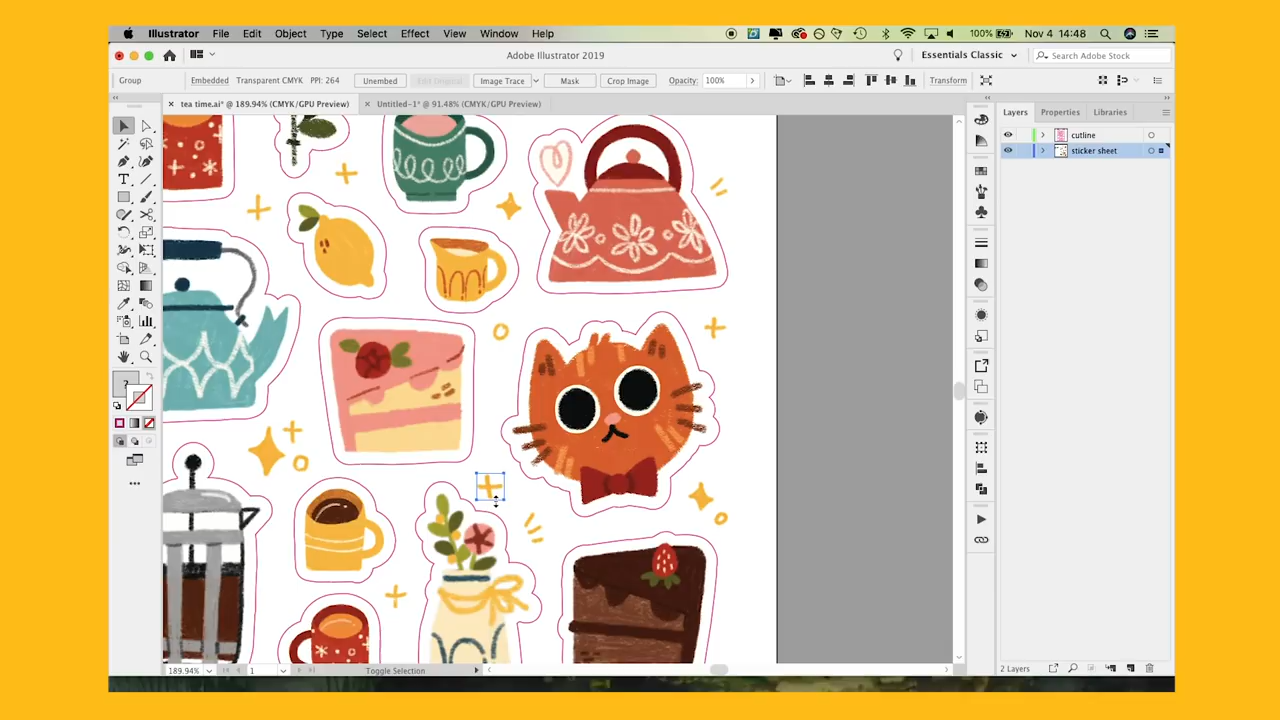 Illustrator File Edit Object Type Select Effect View Window Help 100% Nov 4 14:48
Adobe Illustrator 2019 Essentials Classic Search Adobe Stock
Group Embedded Transparent CMYK PPI: 264 Unembed Edit Original Image Trace Mask Crop Image Opacity: 100% Transform
tea time.ai* @ 189.94% (CMYK/GPU Preview) Untitled-1* @ 91.48% (CMYK/GPU Preview)
Layers Properties Libraries
cutline
sticker sheet
?
189.94% 1 Toggle Selection
2 Layers